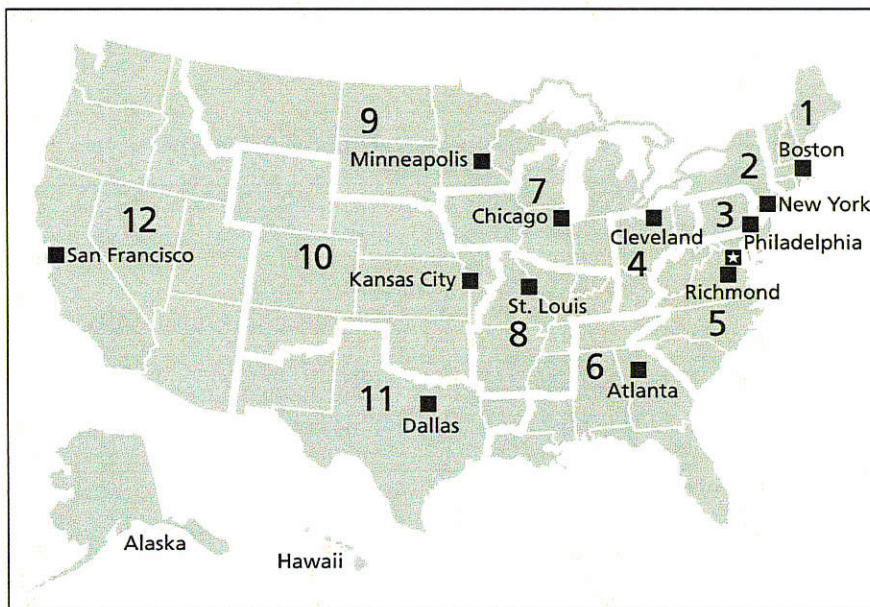 1
Boston
2
New York
3
Philadelphia
9
Minneapolis
7
Chicago
Cleveland
4
12
San Francisco
10
Kansas City
St. Louis
8
Richmond
5
6
Atlanta
11
Dallas
Alaska
Hawaii